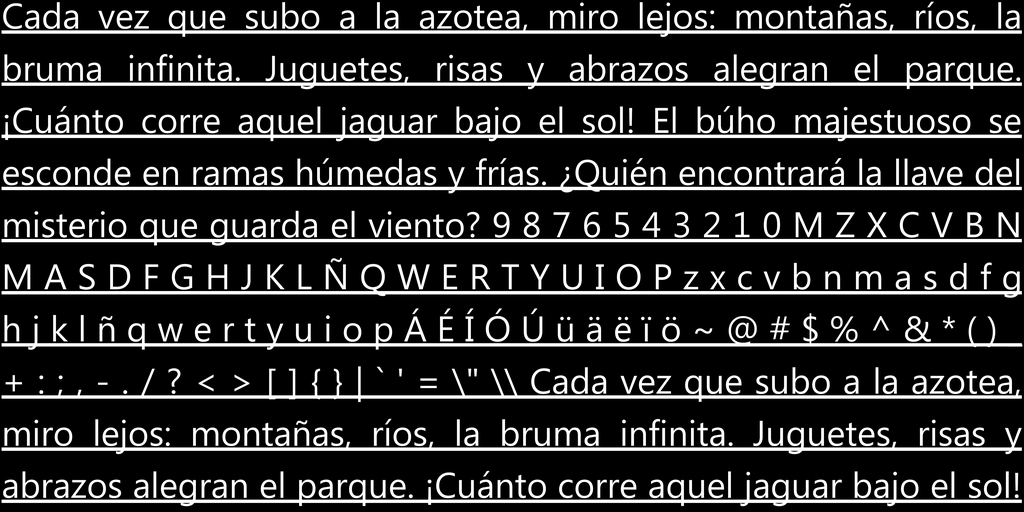 Cada vez que subo a la azotea, miro lejos: montañas, ríos, la
bruma infinita. Juguetes, risas y abrazos alegran el parque.
¡Cuánto corre aquel jaguar bajo el sol! El búho majestuoso se
esconde en ramas húmedas y frías. ¿Quién encontrará la llave del
misterio que guarda el viento? 9 8 7 6 5 4 3 2 1 0 M Z X C V B N
M A S D F G H J K L Ñ Q W E R T Y U I O P z x c v b n m a s d f g
h j k l ñ q w e r t y u i o p Á É Í Ó Ú ü ä ë ï ö ~ @ # $ % ^ & * ( ) _
+ : ; , - . / ? < > [ ] { } | ` ' = \" \\ Cada vez que subo a la azotea,
miro lejos: montañas, ríos, la bruma infinita. Juguetes, risas y
abrazos alegran el parque. ¡Cuánto corre aquel jaguar bajo el sol!